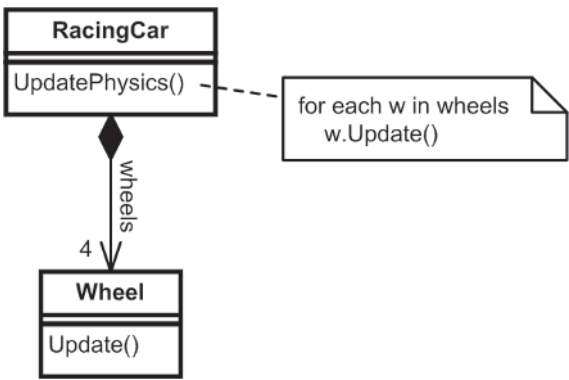 RacingCar
UpdatePhysics()
for each w in wheels
w.Update()
wheels
4
Wheel
Update()